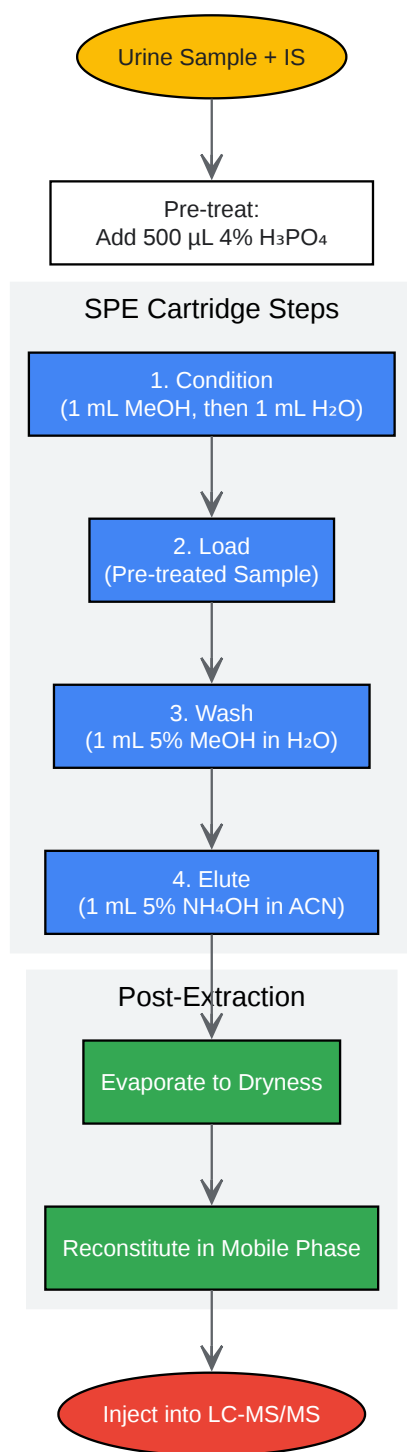 Urine Sample + IS
Pre-treat:
Add 500 µL 4% H₃PO₄
SPE Cartridge Steps
1. Condition
(1 mL MeOH, then 1 mL H₂O)
2. Load
(Pre-treated Sample)
3. Wash
(1 mL 5% MeOH in H₂O)
4. Elute
(1 mL 5% NH₄OH in ACN)
Post-Extraction
Evaporate to Dryness
Reconstitute in Mobile Phase
Inject into LC-MS/MS